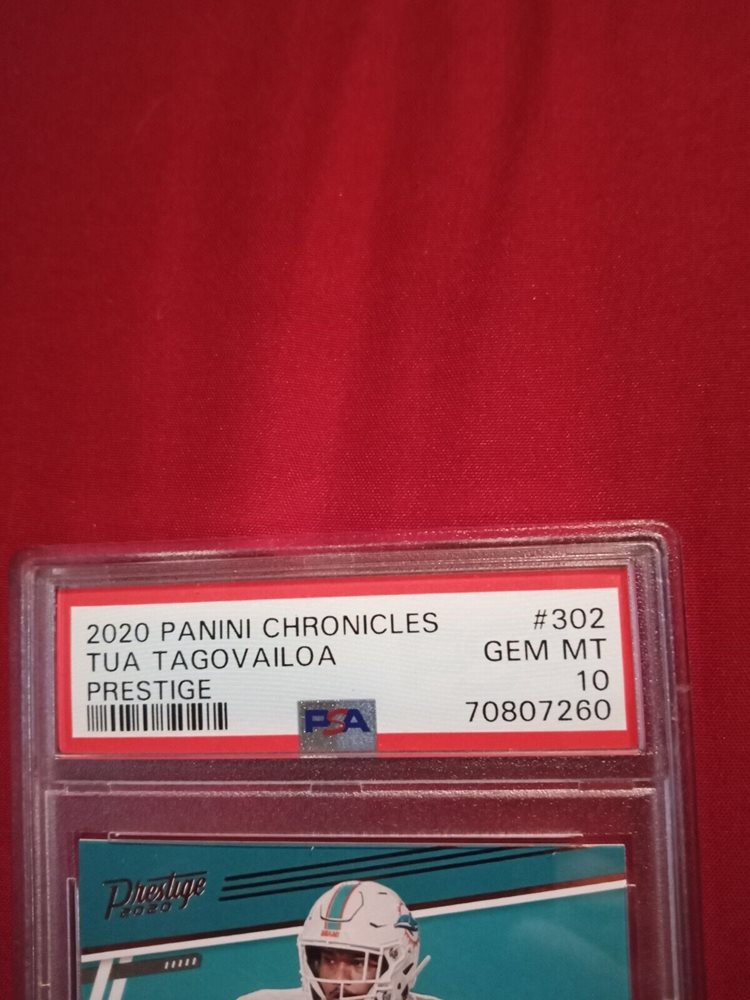 2020 PANINI CHRONICLES #302
TUA TAGOVAILOA GEM MT
PRESTIGE 10
PSA 70807260
Prestige
2020